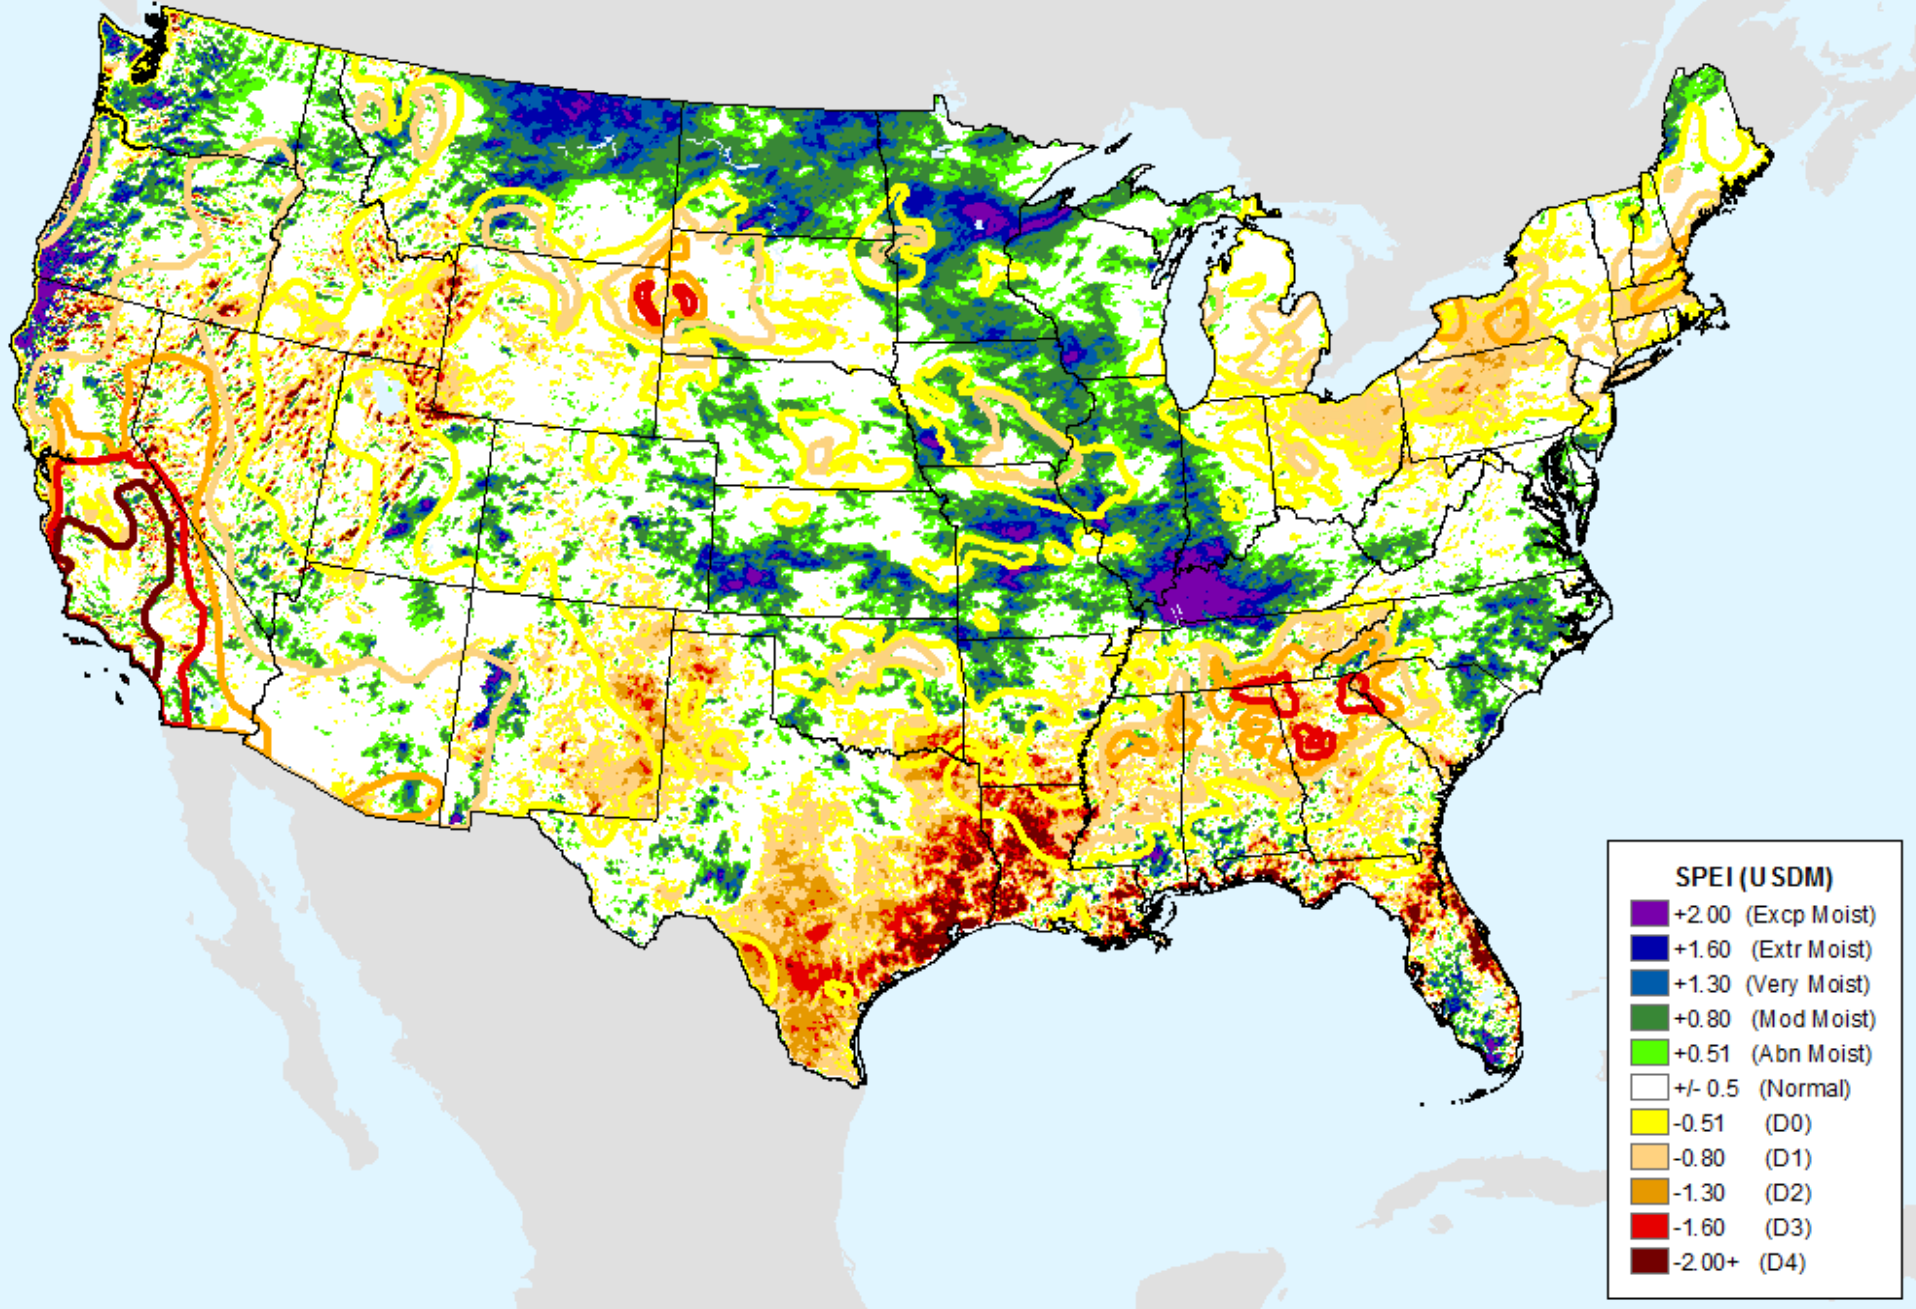 SPEI (USDM)
+2.00 (Excp Moist)
+1.60 (Extr Moist)
+1.30 (Very Moist)
+0.80 (Mod Moist)
+0.51 (Abn Moist)
+/- 0.5 (Normal)
-0.51 (D0)
-0.80 (D1)
-1.30 (D2)
-1.60 (D3)
-2.00+ (D4)